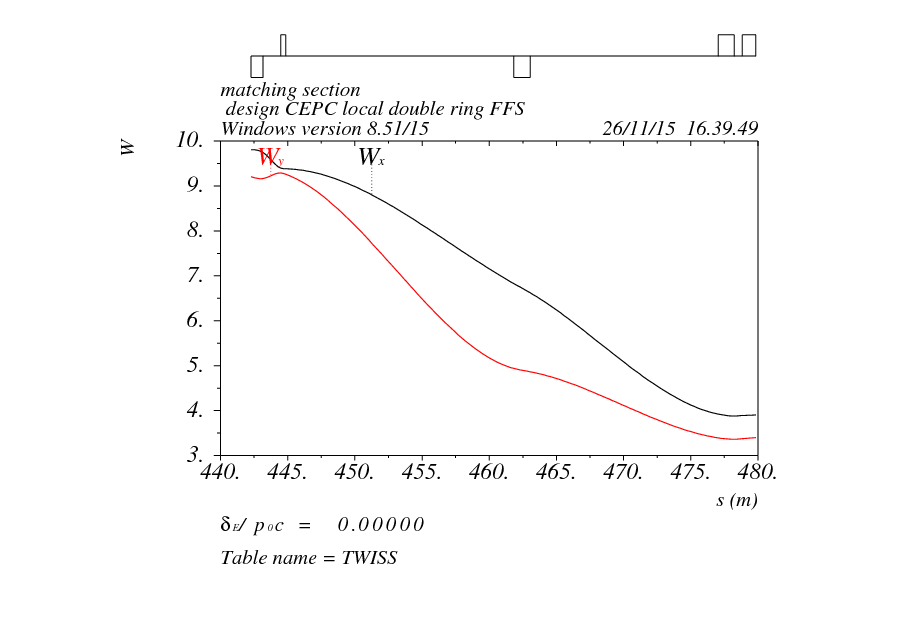 matching section
design CEPC local double ring FFS
Windows version 8.51/15 26/11/15 16.39.49
W
10.
Wy Wx
9.
8.
7.
6.
5.
4.
3.
440. 445. 450. 455. 460. 465. 470. 475. 480.
s (m)
δE/ p0c = 0.00000
Table name = TWISS